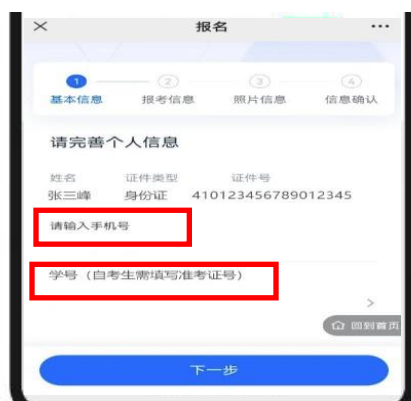 报名
1 2 3 4
基本信息 报考信息 照片信息 信息确认
请完善个人信息
姓名 证件类型 证件号
张三峰 身份证 410123456789012345
请输入手机号
学号（自考生需填写准考证号）
回到首页
下一步